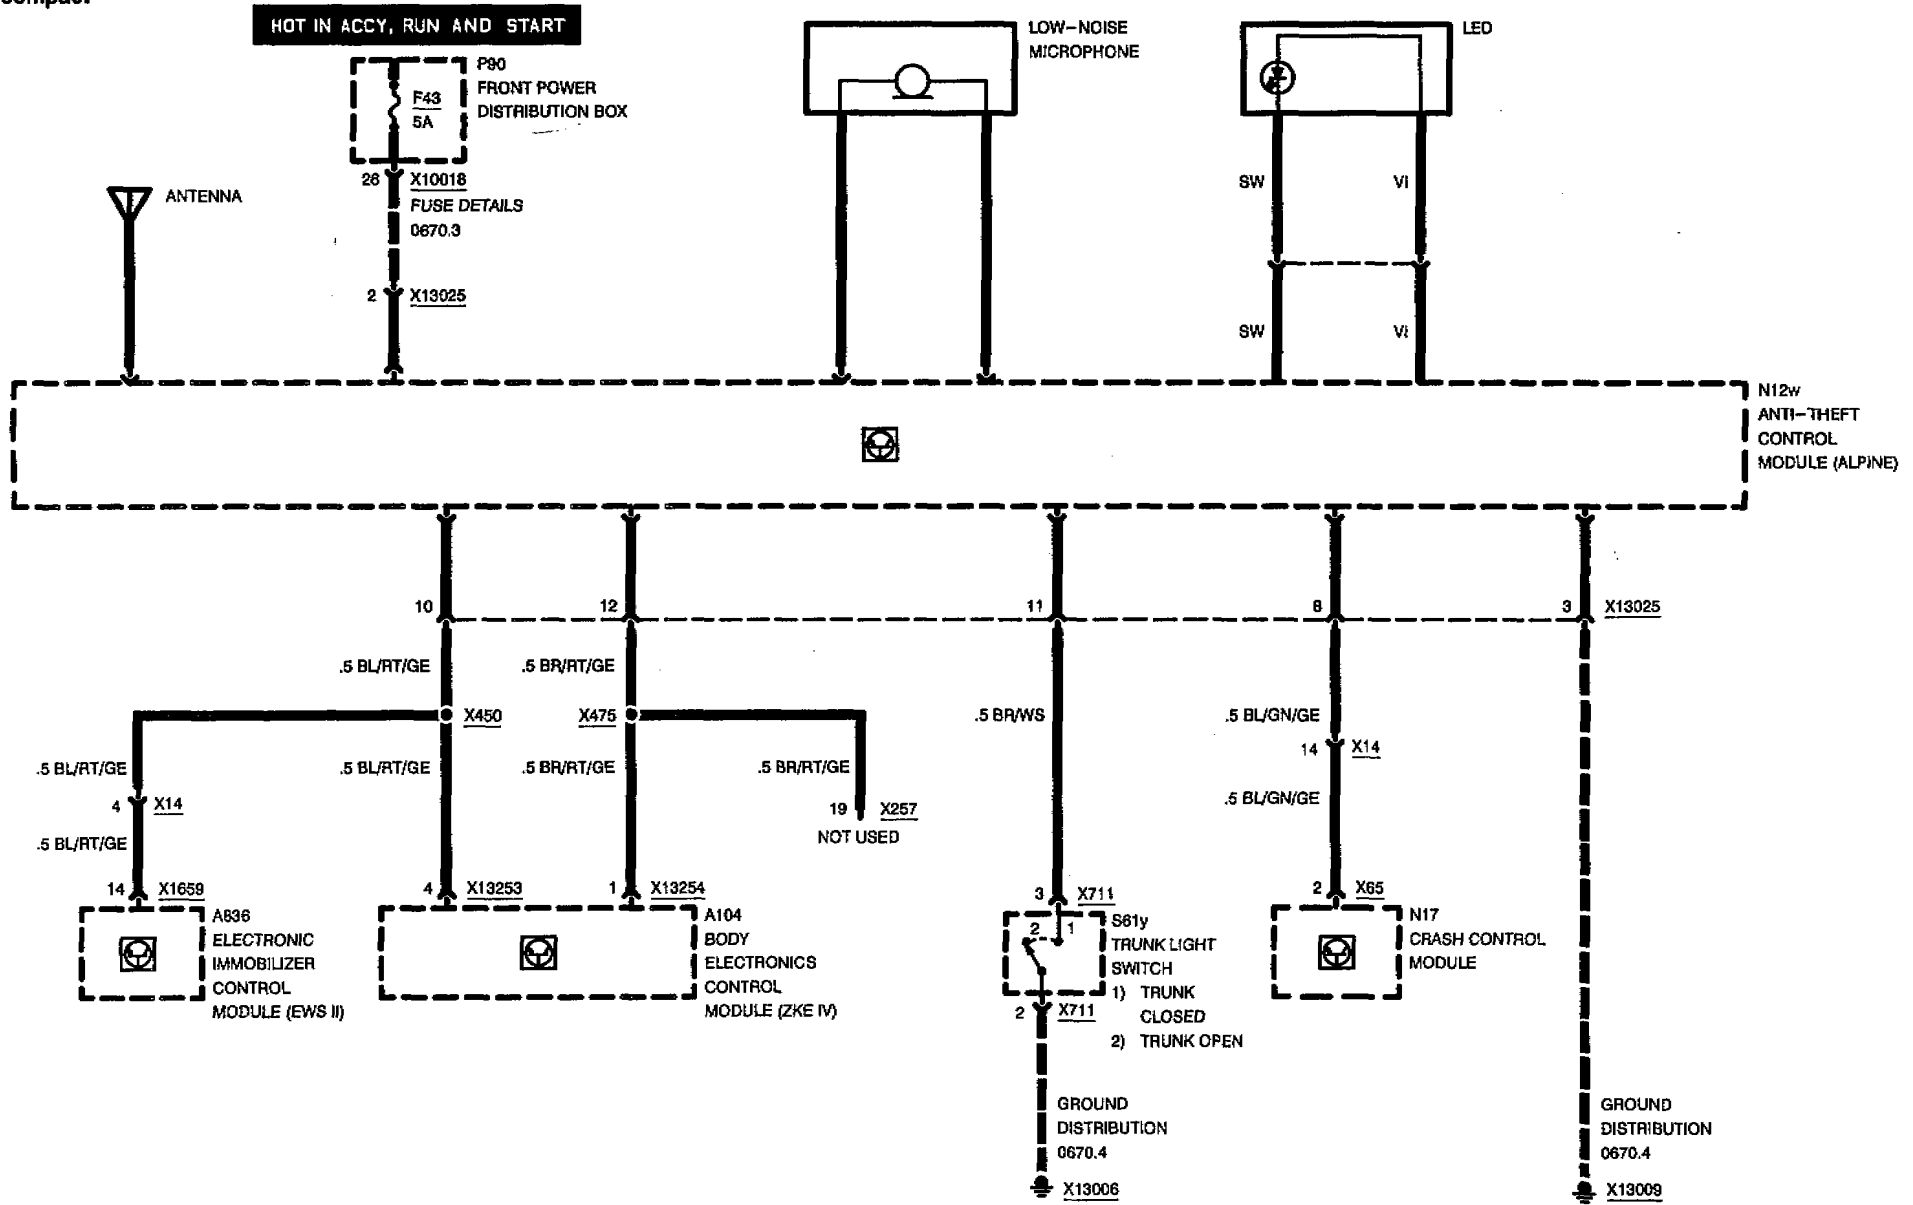 compact
HOT IN ACCY, RUN AND START
P90
FRONT POWER
DISTRIBUTION BOX
F43
5A
26 X10018
FUSE DETAILS
0670.3
2 X13025
ANTENNA
LOW-NOISE
MICROPHONE
LED
SW VI
SW VI
N12w
ANTI-THEFT
CONTROL
MODULE (ALPINE)
10 12 11 8 3 X13025
.5 BL/RT/GE .5 BR/RT/GE
X450 X475 .5 BR/WS .5 BL/GN/GE
14 X14
.5 BL/RT/GE .5 BL/RT/GE .5 BR/RT/GE .5 BR/RT/GE
4 X14 19 X257 .5 BL/GN/GE
NOT USED
.5 BL/RT/GE
14 X1659 4 X13253 1 X13254 3 X711 2 X65
A836
ELECTRONIC
IMMOBILIZER
CONTROL
MODULE (EWS II)
A104
BODY
ELECTRONICS
CONTROL
MODULE (ZKE IV)
2 1
S61y
TRUNK LIGHT
SWITCH
1) TRUNK
CLOSED
2) TRUNK OPEN
2 X711
N17
CRASH CONTROL
MODULE
GROUND
DISTRIBUTION
0670.4
X13006
GROUND
DISTRIBUTION
0670.4
X13009